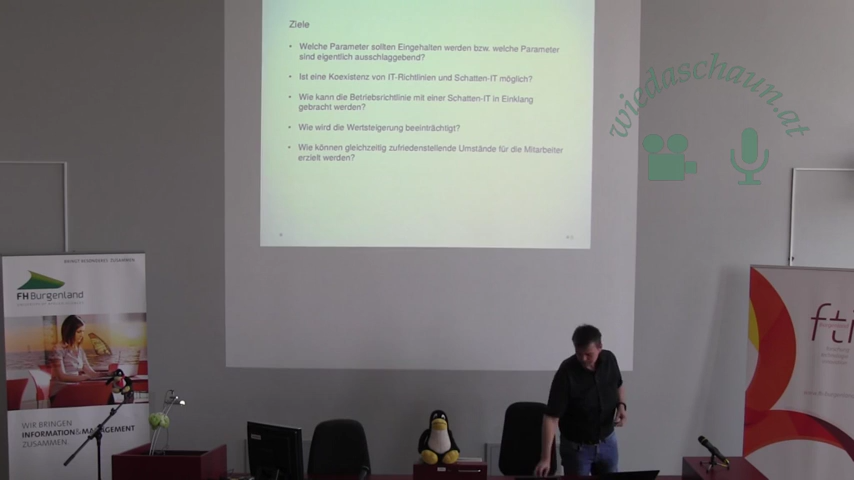 Ziele
• Welche Parameter sollten Eingehalten werden bzw. welche Parameter
sind eigentlich ausschlaggebend?
• Ist eine Koexistenz von IT-Richtlinien und Schatten-IT möglich?
• Wie kann die Betriebsrichtlinie mit einer Schatten-IT in Einklang
gebracht werden?
• Wie wird die Wertsteigerung beeinträchtigt?
• Wie können gleichzeitig zufriedenstellende Umstände für die Mitarbeiter
erzielt werden?
wiedaschaun.at
FH Burgenland
WIR BRINGEN
INFORMATION & MANAGEMENT
ZUSAMMEN.
fti